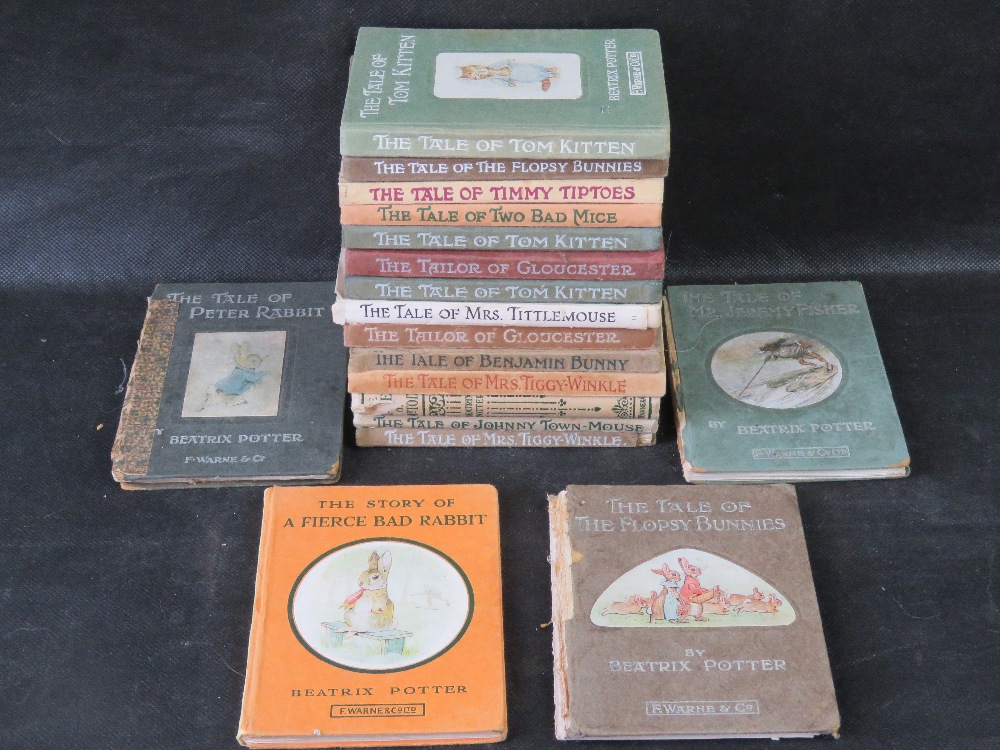 THE TALE OF
TOM KITTEN
BEATRIX POTTER
F. WARNE & CO LTD
THE TALE OF TOM KITTEN
THE TALE OF THE FLOPSY BUNNIES
THE TALE OF TIMMY TIPTOES
THE TALE OF TWO BAD MICE
THE TALE OF TOM KITTEN
THE TAILOR OF GLOUCESTER
THE TALE OF TOM KITTEN
THE TALE OF MRS. TITTLEMOUSE
THE TAILOR OF GLOUCESTER
THE TALE OF BENJAMIN BUNNY
THE TALE OF MRS. TIGGY-WINKLE
THE TALE OF JOHNNY TOWN-MOUSE
THE TALE OF MRS. TIGGY-WINKLE
THE TALE OF
PETER RABBIT
BY
BEATRIX POTTER
F. WARNE & Co
THE TALE OF
MR. JEREMY FISHER
BY BEATRIX POTTER
F. WARNE & Co LTD
THE STORY OF
A FIERCE BAD RABBIT
BEATRIX POTTER
F. WARNE & CO LTD
THE TALE OF
THE FLOPSY BUNNIES
BY
BEATRIX POTTER
F. WARNE & Co